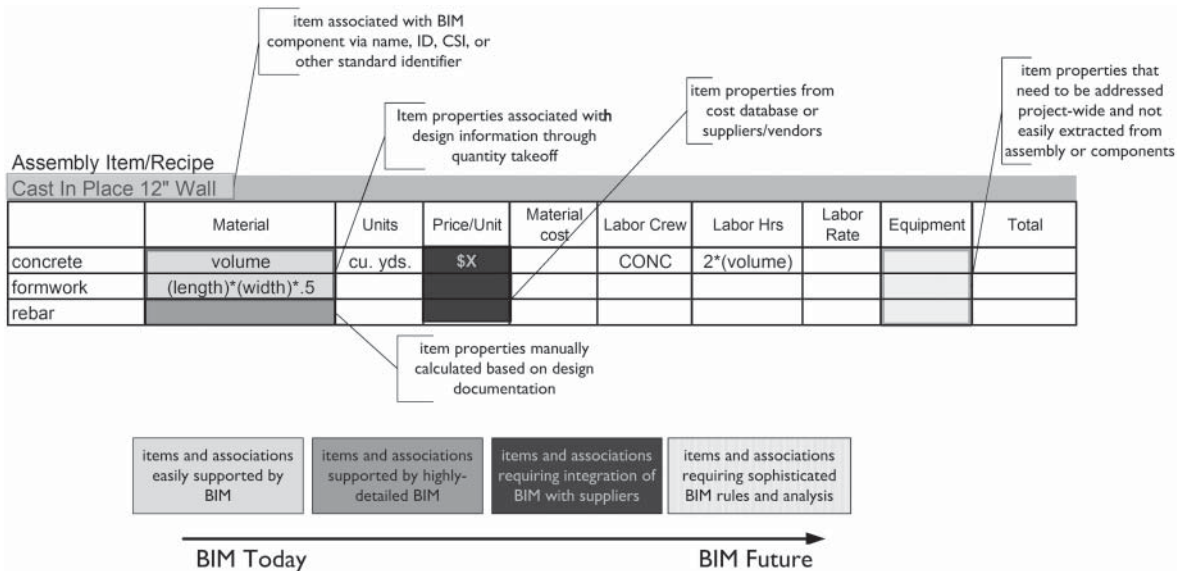 item associated with BIM
component via name, ID, CSI, or
other standard identifier
Item properties associated with
design information through
quantity takeoff
item properties from
cost database or
suppliers/vendors
item properties that
need to be addressed
project-wide and not
easily extracted from
assembly or components
Assembly Item/Recipe
Cast In Place 12" Wall
Material Units Price/Unit Material cost Labor Crew Labor Hrs Labor Rate Equipment Total
concrete volume cu. yds. $X CONC 2*(volume)
formwork (length)*(width)*.5
rebar
item properties manually
calculated based on design
documentation
items and associations
easily supported by
BIM
items and associations
supported by highly-
detailed BIM
items and associations
requiring integration of
BIM with suppliers
items and associations
requiring sophisticated
BIM rules and analysis
BIM Today BIM Future